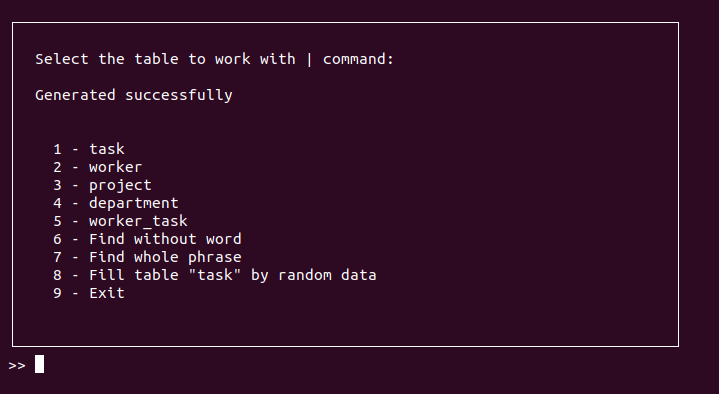 Select the table to work with | command:
Generated successfully
1 - task
2 - worker
3 - project
4 - department
5 - worker_task
6 - Find without word
7 - Find whole phrase
8 - Fill table "task" by random data
9 - Exit
>>